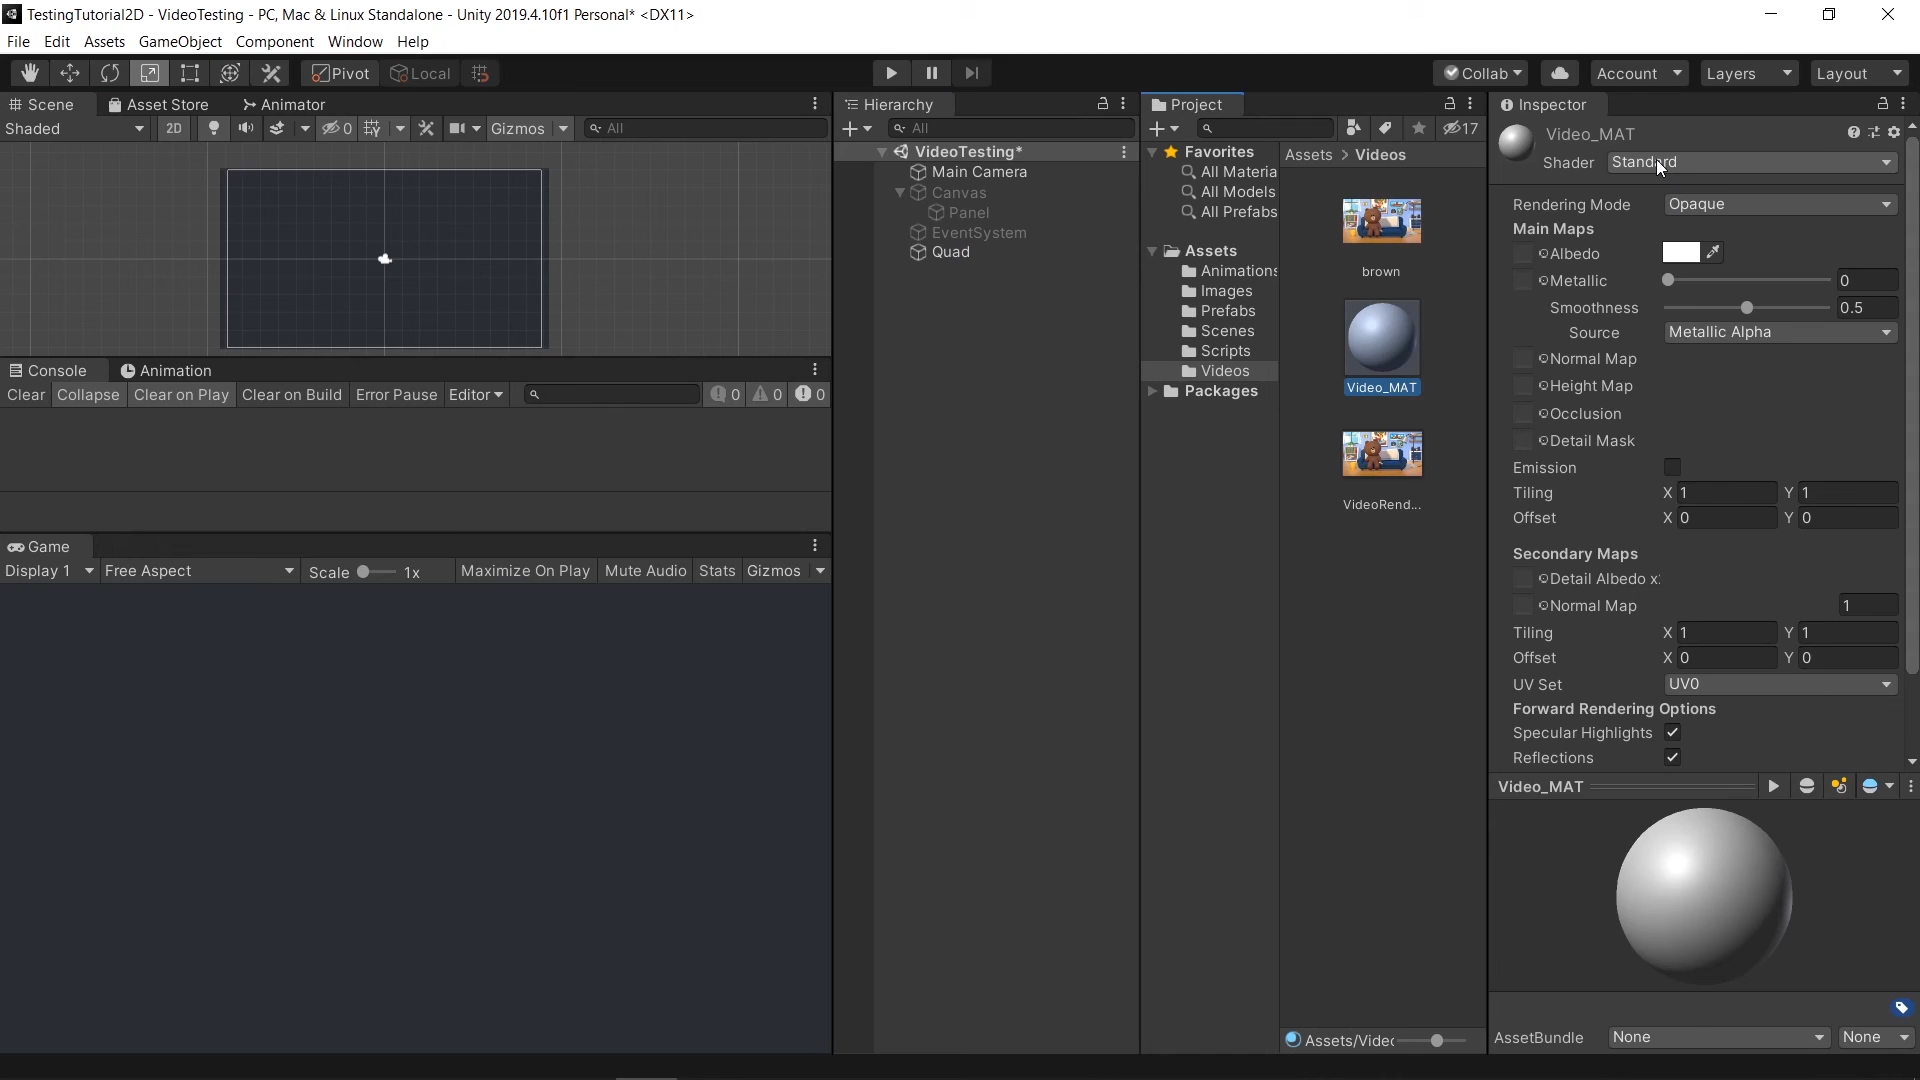 TestingTutorial2D - VideoTesting - PC, Mac & Linux Standalone - Unity 2019.4.10f1 Personal* <DX11>
File Edit Assets GameObject Component Window Help
Pivot Local Collab Account Layers Layout
Scene Asset Store Animator
Shaded 2D 0 Gizmos All
Console Animation
Clear Collapse Clear on Play Clear on Build Error Pause Editor 0 0 0
Game
Display 1 Free Aspect Scale 1x Maximize On Play Mute Audio Stats Gizmos
Hierarchy
All
VideoTesting*
Main Camera
Canvas
Panel
EventSystem
Quad
Project
17
Favorites
All Materia
All Models
All Prefabs
Assets
Animations
Images
Prefabs
Scenes
Scripts
Videos
Packages
Assets > Videos
brown
Video_MAT
VideoRend...
Assets/Videc
Inspector
Video_MAT
Shader Standard
Rendering Mode Opaque
Main Maps
Albedo
Metallic 0
Smoothness 0.5
Source Metallic Alpha
Normal Map
Height Map
Occlusion
Detail Mask
Emission
Tiling X 1 Y 1
Offset X 0 Y 0
Secondary Maps
Detail Albedo x:
Normal Map 1
Tiling X 1 Y 1
Offset X 0 Y 0
UV Set UV0
Forward Rendering Options
Specular Highlights
Reflections
Video_MAT
AssetBundle None None